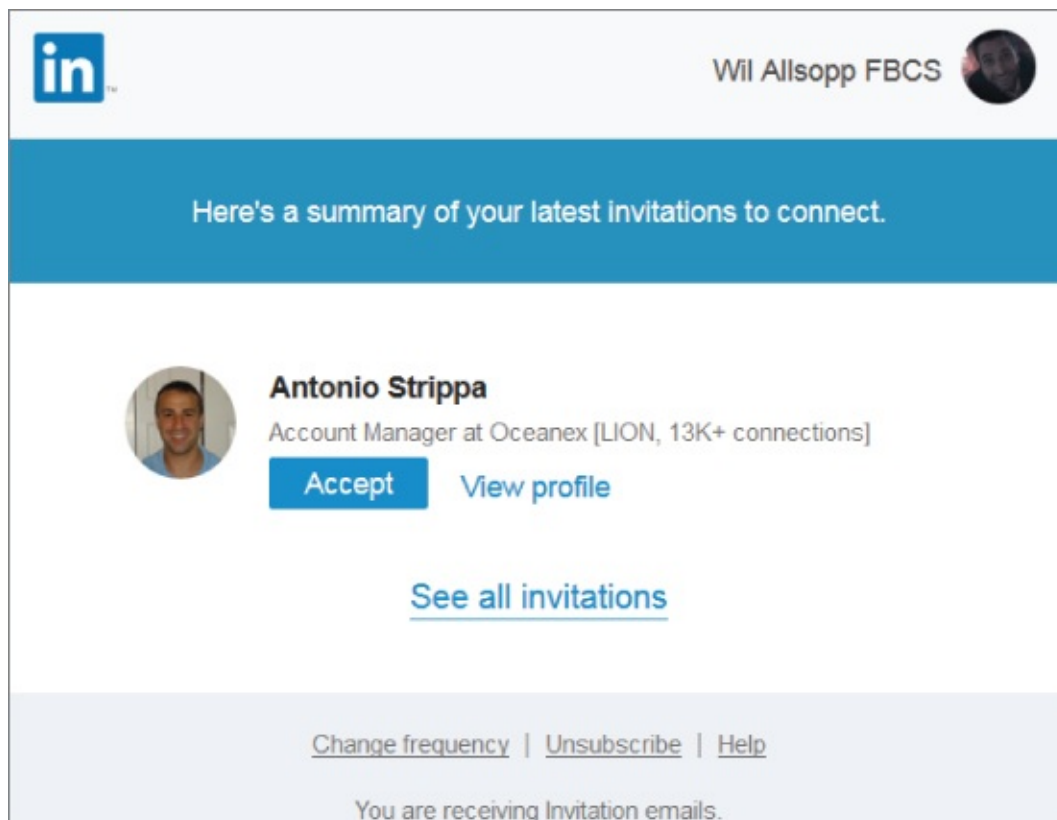 in™
Wil Allsopp FBCS
Here's a summary of your latest invitations to connect.
Antonio Strippa
Account Manager at Oceanex [LION, 13K+ connections]
Accept View profile
See all invitations
Change frequency | Unsubscribe | Help
You are receiving Invitation emails.